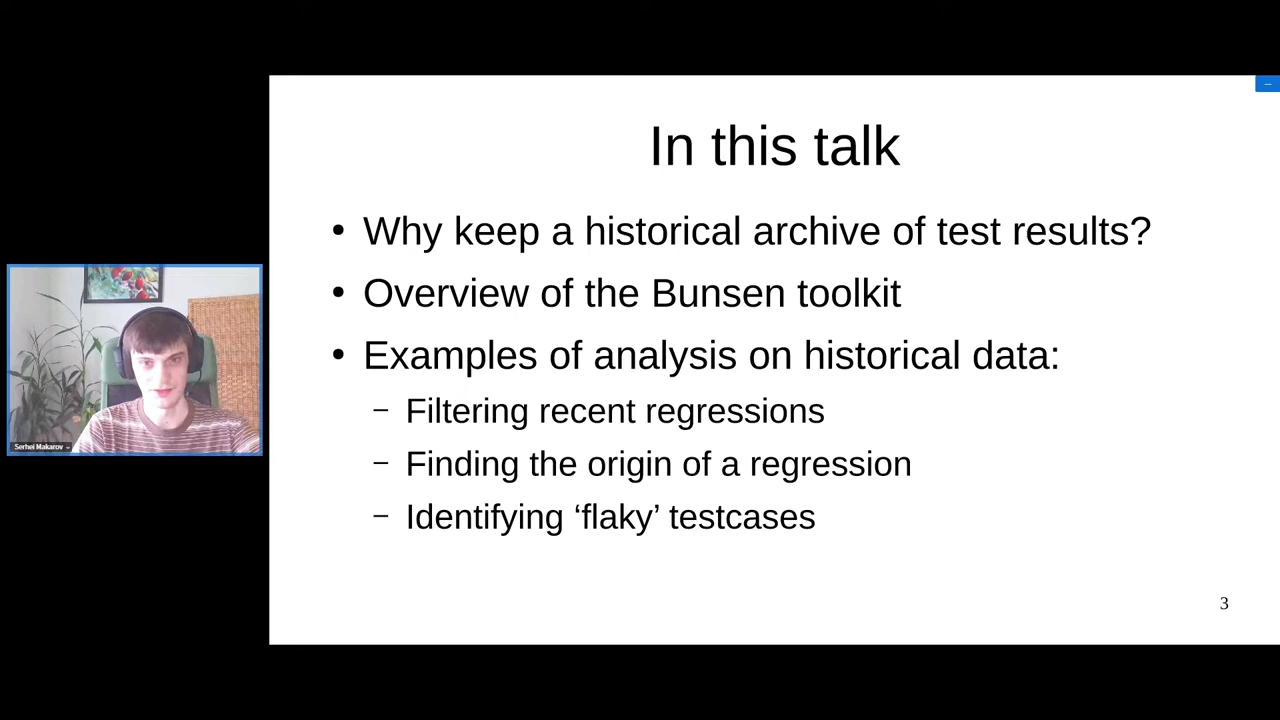 In this talk
• Why keep a historical archive of test results?
• Overview of the Bunsen toolkit
• Examples of analysis on historical data:
– Filtering recent regressions
– Finding the origin of a regression
– Identifying ‘flaky’ testcases
Serhei Makarov
3